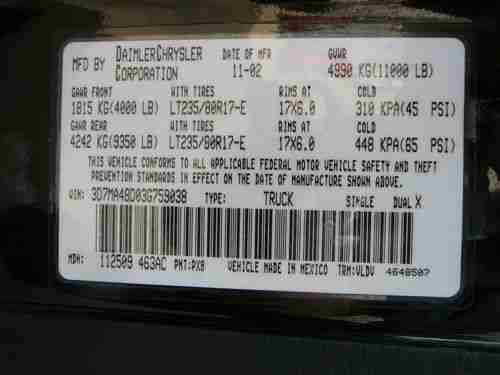 MFD BY DAIMLERCHRYSLER CORPORATION DATE OF MFR 11-02 GVWR 4990 KG(11000 LB)
GAWR FRONT WITH TIRES RIMS AT COLD
1815 KG(4000 LB) LT235/80R17-E 17X6.0 310 KPA(45 PSI)
GAWR REAR WITH TIRES RIMS AT COLD
4242 KG(9350 LB) LT235/80R17-E 17X6.0 448 KPA(65 PSI)
THIS VEHICLE CONFORMS TO ALL APPLICABLE FEDERAL MOTOR VEHICLE SAFETY AND THEFT
PREVENTION STANDARDS IN EFFECT ON THE DATE OF MANUFACTURE SHOWN ABOVE.
VIN: 3D7MA48D03G759038 TYPE: TRUCK SINGLE DUAL X
MDH: 112509 463AC PNT:PX8 VEHICLE MADE IN MEXICO TRM:VLDV 4648507